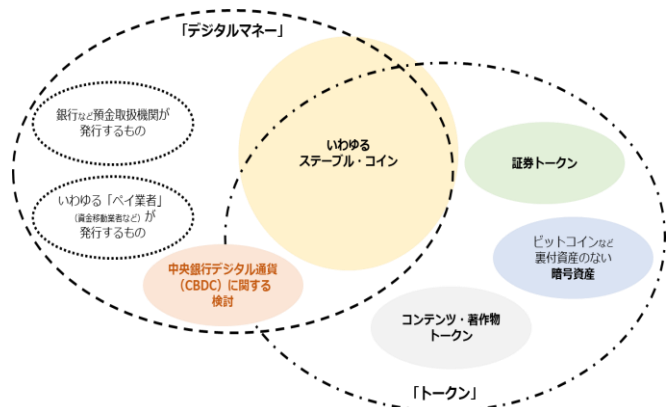 「デジタルマネー」
銀行など預金取扱機関が
発行するもの
いわゆる「ペイ業者」
（資金移動業者など）が
発行するもの
中央銀行デジタル通貨
（CBDC）に関する
検討
いわゆる
ステーブル・コイン
証券トークン
ビットコインなど
裏付資産のない
暗号資産
コンテンツ・著作物
トークン
「トークン」